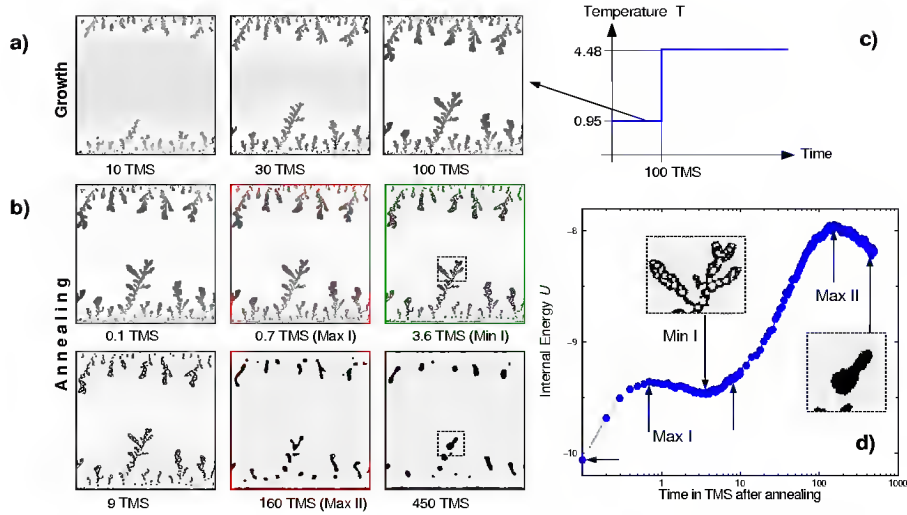 a)
Growth
10 TMS
30 TMS
100 TMS
Temperature T
c)
4.48
0.95
Time
100 TMS
b)
Annealing
0.1 TMS
0.7 TMS (Max I)
3.6 TMS (Min I)
9 TMS
160 TMS (Max II)
450 TMS
Internal Energy U
-8
-9
-10
Min I
Max I
Max II
d)
1
10
100
1000
Time in TMS after annealing